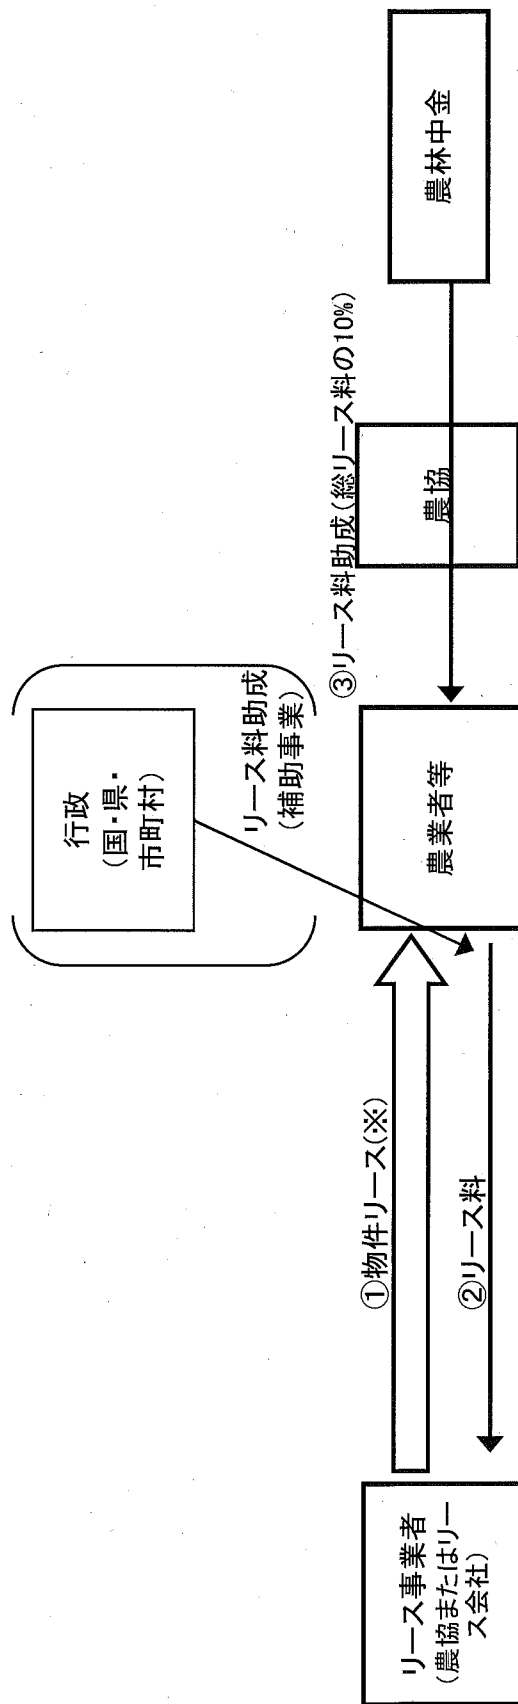 行政
(国・県・
市町村)
リース料助成
(補助事業)
③リース料助成(総リース料の10%)
①物件リース(※)
②リース料
リース事業者
(農協またはリー
ス会社)
農業者等
農協
農林中金